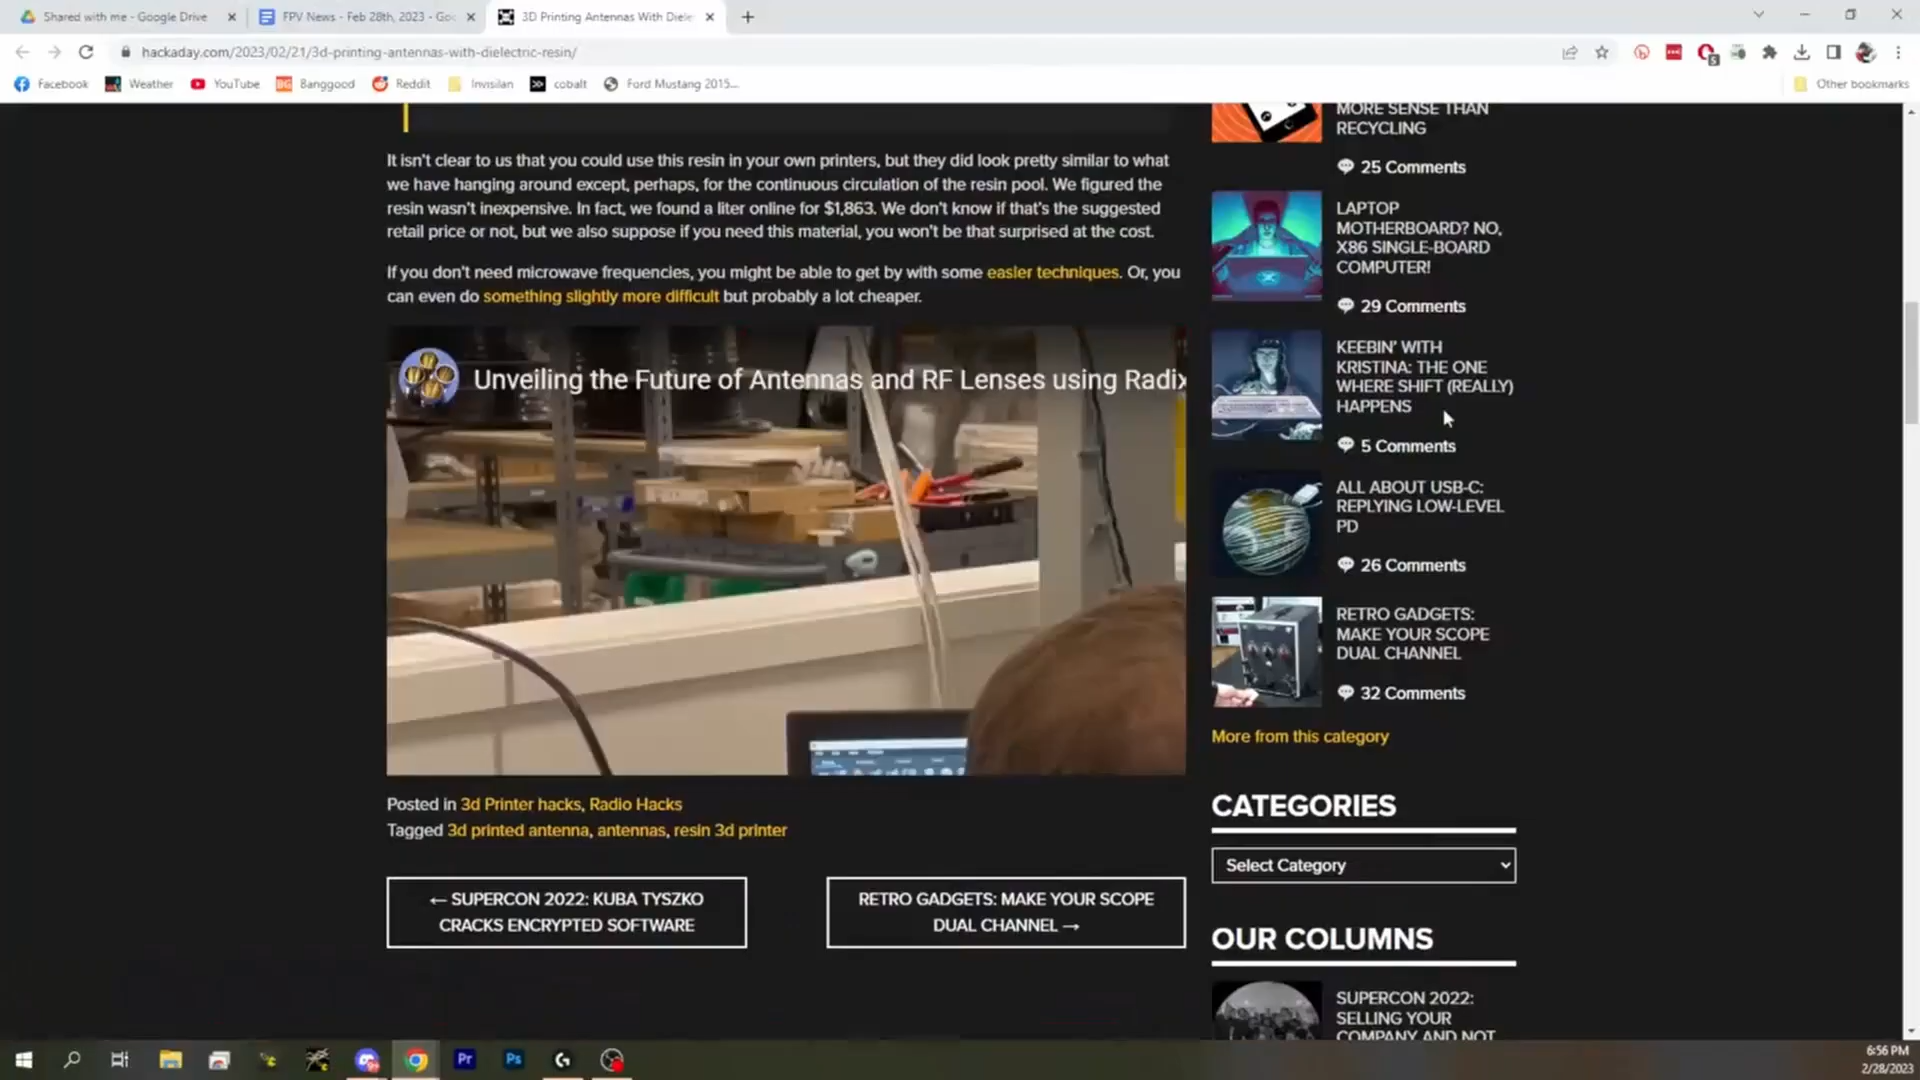 Shared with me - Google Drive
FPV News - Feb 28th, 2023 - Goo
3D Printing Antennas With Diele
hackaday.com/2023/02/21/3d-printing-antennas-with-dielectric-resin/
Facebook
Weather
YouTube
Banggood
Reddit
Invisilan
cobalt
Ford Mustang 2015...
Other bookmarks
It isn't clear to us that you could use this resin in your own printers, but they did look pretty similar to what
we have hanging around except, perhaps, for the continuous circulation of the resin pool. We figured the
resin wasn't inexpensive. In fact, we found a liter online for $1,863. We don't know if that's the suggested
retail price or not, but we also suppose if you need this material, you won't be that surprised at the cost.
If you don't need microwave frequencies, you might be able to get by with some easier techniques. Or, you
can even do something slightly more difficult but probably a lot cheaper.
Unveiling the Future of Antennas and RF Lenses using Radix
Posted in 3d Printer hacks, Radio Hacks
Tagged 3d printed antenna, antennas, resin 3d printer
← SUPERCON 2022: KUBA TYSZKO
CRACKS ENCRYPTED SOFTWARE
RETRO GADGETS: MAKE YOUR SCOPE
DUAL CHANNEL →
MORE SENSE THAN
RECYCLING
25 Comments
LAPTOP
MOTHERBOARD? NO,
X86 SINGLE-BOARD
COMPUTER!
29 Comments
KEEBIN' WITH
KRISTINA: THE ONE
WHERE SHIFT (REALLY)
HAPPENS
5 Comments
ALL ABOUT USB-C:
REPLYING LOW-LEVEL
PD
26 Comments
RETRO GADGETS:
MAKE YOUR SCOPE
DUAL CHANNEL
32 Comments
More from this category
CATEGORIES
Select Category
OUR COLUMNS
SUPERCON 2022:
SELLING YOUR
COMPANY AND NOT
Pr
Ps
6:56 PM
2/28/2023